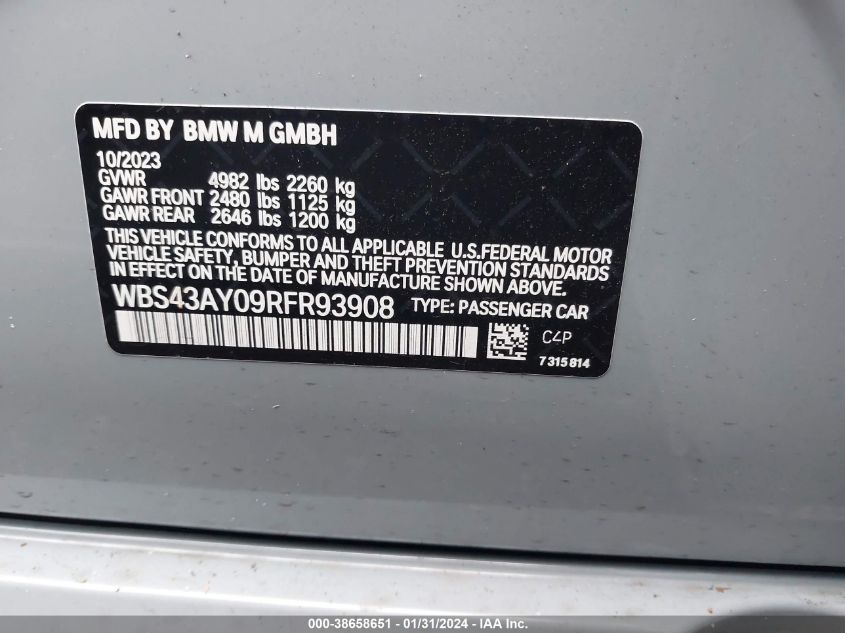 MFD BY BMW M GMBH
10/2023
GVWR 4982 lbs 2260 kg
GAWR FRONT 2480 lbs 1125 kg
GAWR REAR 2646 lbs 1200 kg
THIS VEHICLE CONFORMS TO ALL APPLICABLE U.S.FEDERAL MOTOR
VEHICLE SAFETY, BUMPER AND THEFT PREVENTION STANDARDS
IN EFFECT ON THE DATE OF MANUFACTURE SHOWN ABOVE.
WBS43AY09RFR93908 TYPE: PASSENGER CAR
C4P
7315814
000-38658651 - 01/31/2024 - IAA Inc.